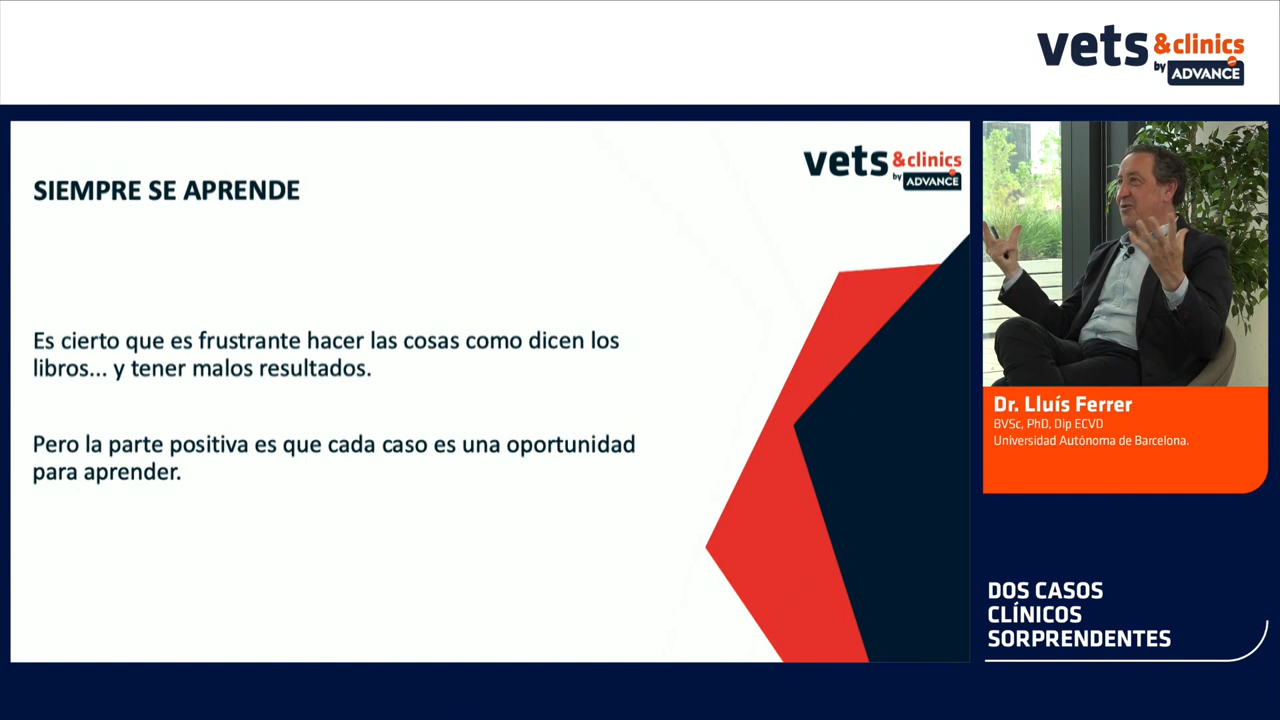 vets &clinics
by ADVANCE
SIEMPRE SE APRENDE
vets &clinics
by ADVANCE
Es cierto que es frustrante hacer las cosas como dicen los
libros... y tener malos resultados.
Pero la parte positiva es que cada caso es una oportunidad
para aprender.
Dr. Lluís Ferrer
BVSc, PhD, Dip ECVD
Universidad Autónoma de Barcelona.
DOS CASOS
CLÍNICOS
SORPRENDENTES